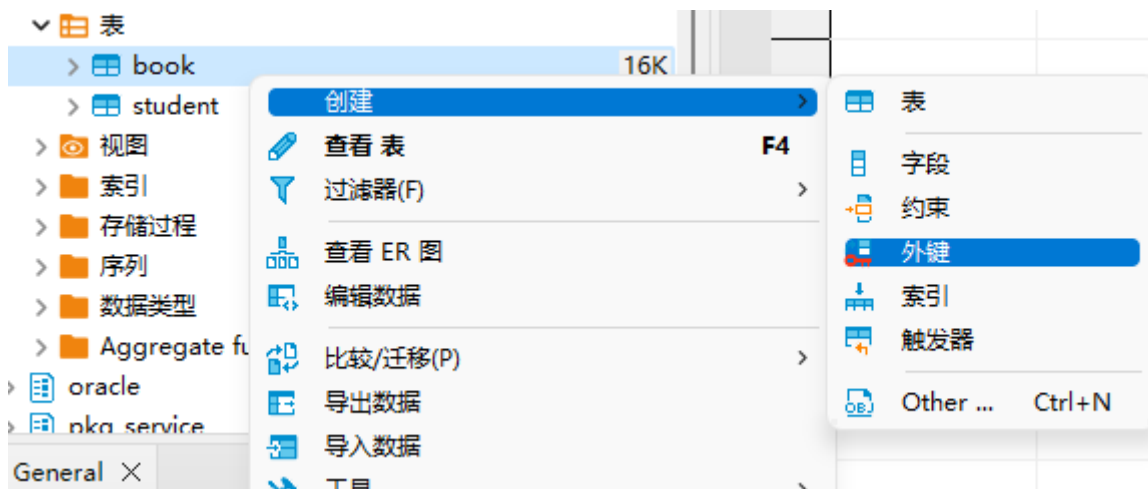 表
book 16K
student
视图
索引
存储过程
序列
数据类型
Aggregate fu
oracle
pkg_service
General
创建
查看 表 F4
过滤器(F)
查看 ER 图
编辑数据
比较/迁移(P)
导出数据
导入数据
工具
表
字段
约束
外键
索引
触发器
Other ... Ctrl+N